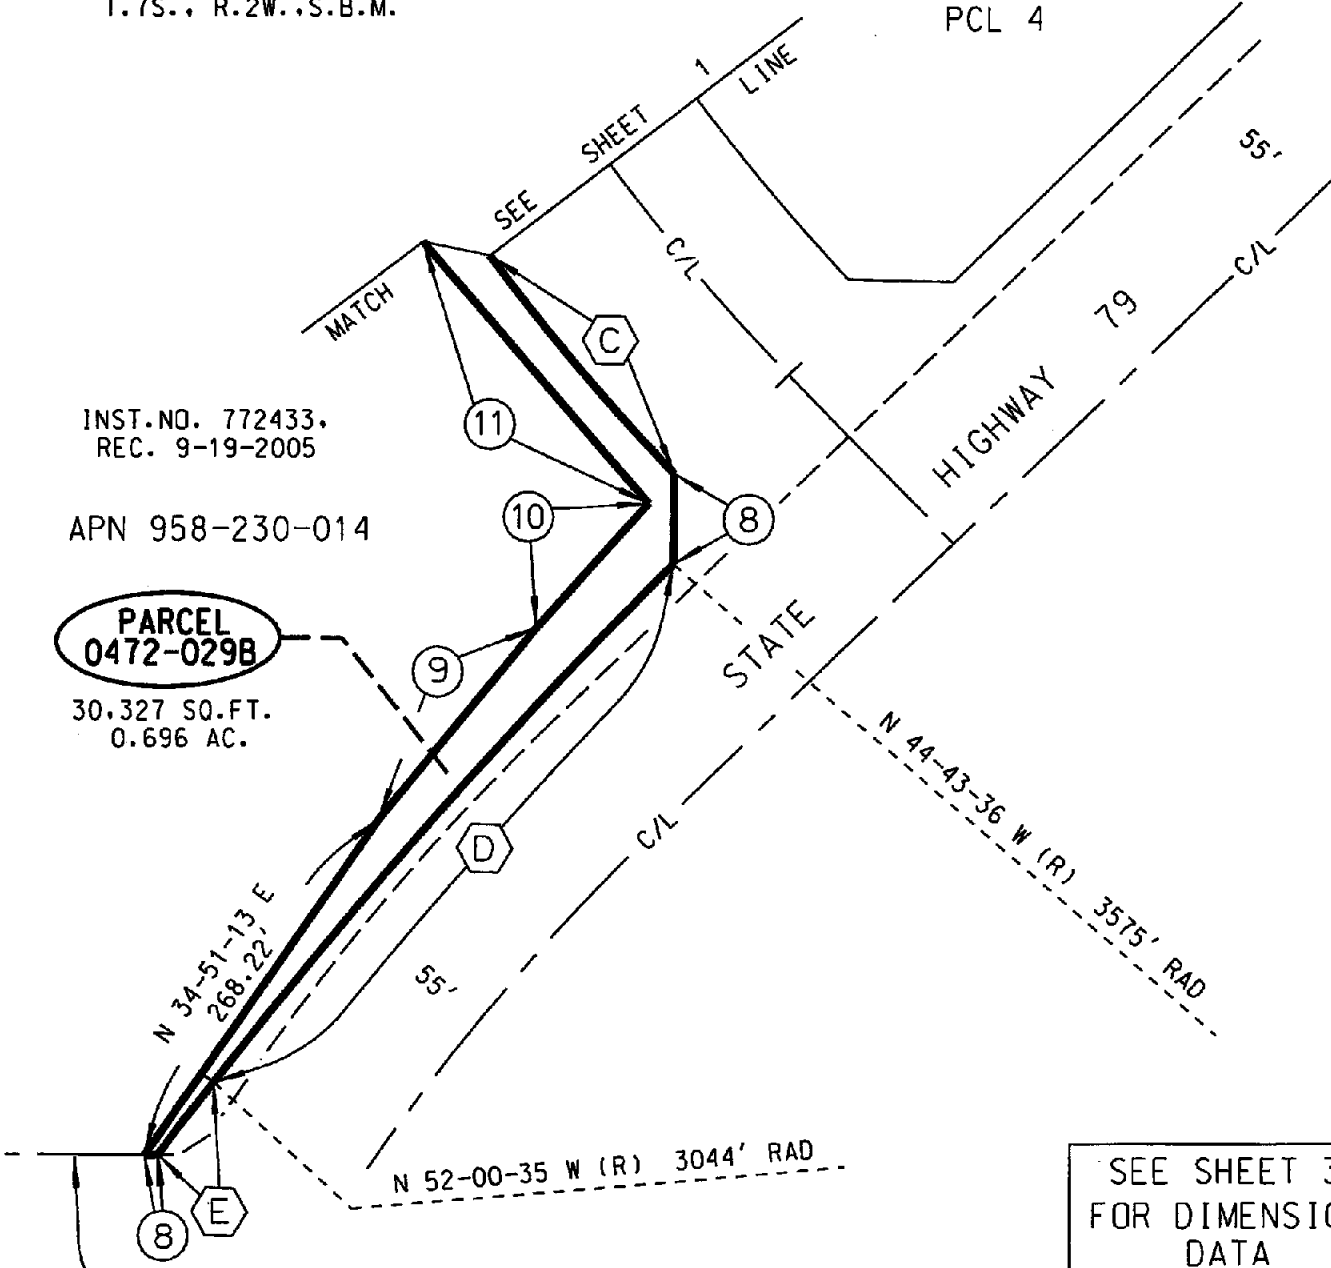 T.7S., R.2W.,S.B.M.
PCL 4
MATCH SEE SHEET 1 LINE
55'
C/L
C/L
HIGHWAY 79
STATE
C
11
INST.NO. 772433,
REC. 9-19-2005
10
8
APN 958-230-014
PARCEL
0472-029B
9
30,327 SQ.FT.
0.696 AC.
N 44-43-36 W (R) 3575' RAD
C/L
D
N 34-51-13 E
268.22'
55'
N 52-00-35 W (R) 3044' RAD
E
8
SEE SHEET 3
FOR DIMENSIO
DATA